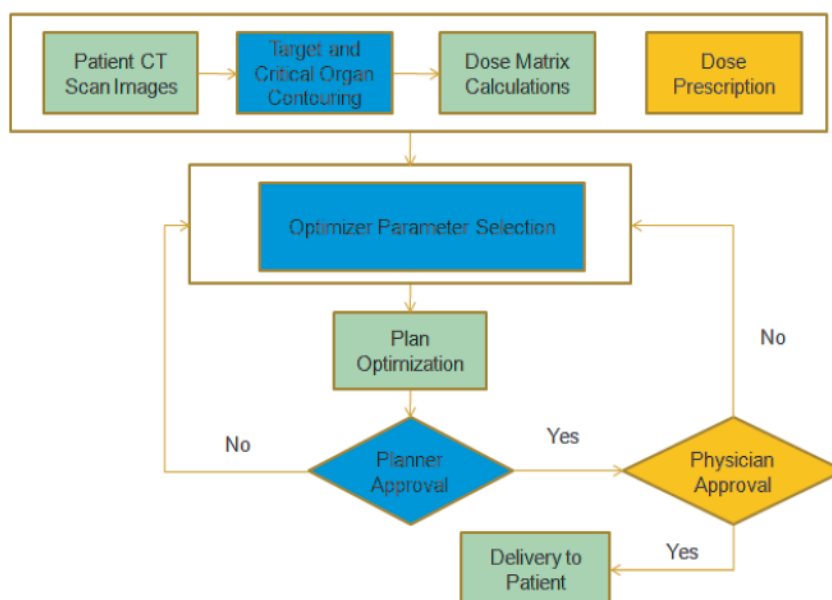 Patient CT
Scan Images
Target and
Critical Organ
Contouring
Dose Matrix
Calculations
Dose
Prescription
Optimizer Parameter Selection
Plan
Optimization
No
No
Yes
Planner
Approval
Physician
Approval
Yes
Delivery to
Patient